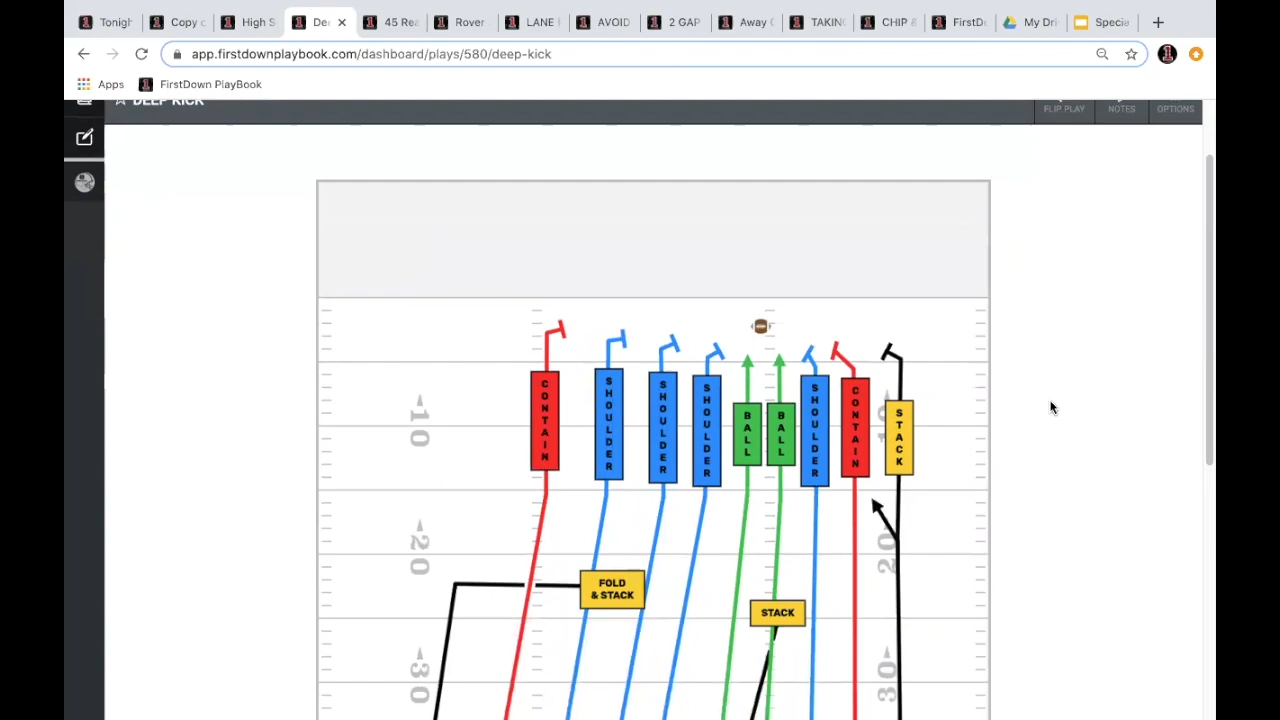 Tonigh
Copy o
High S
Dee
45 Rea
Rover
LANE
AVOID
2 GAP
Away
TAKIN
CHIP &
FirstDo
My Dri
Specia
app.firstdownplaybook.com/dashboard/plays/580/deep-kick
Apps
FirstDown PlayBook
DEEP KICK
FLIP PLAY
NOTES
OPTIONS
CONTAIN
SHOULDER
SHOULDER
SHOULDER
BALL
BALL
SHOULDER
CONTAIN
STACK
10
20
20
FOLD
& STACK
STACK
30
30